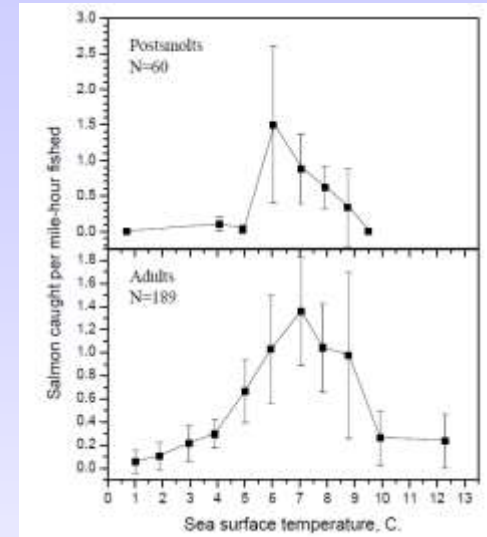 Salmon caught per mile-hour fished
3.0
2.5
2.0
1.5
1.0
0.5
0.0
Postsmolts
N=60
1.8
1.6
1.4
1.2
1.0
0.8
0.6
0.4
0.2
0.0
Adults
N=189
0 1 2 3 4 5 6 7 8 9 10 11 12 13
Sea surface temperature, C.